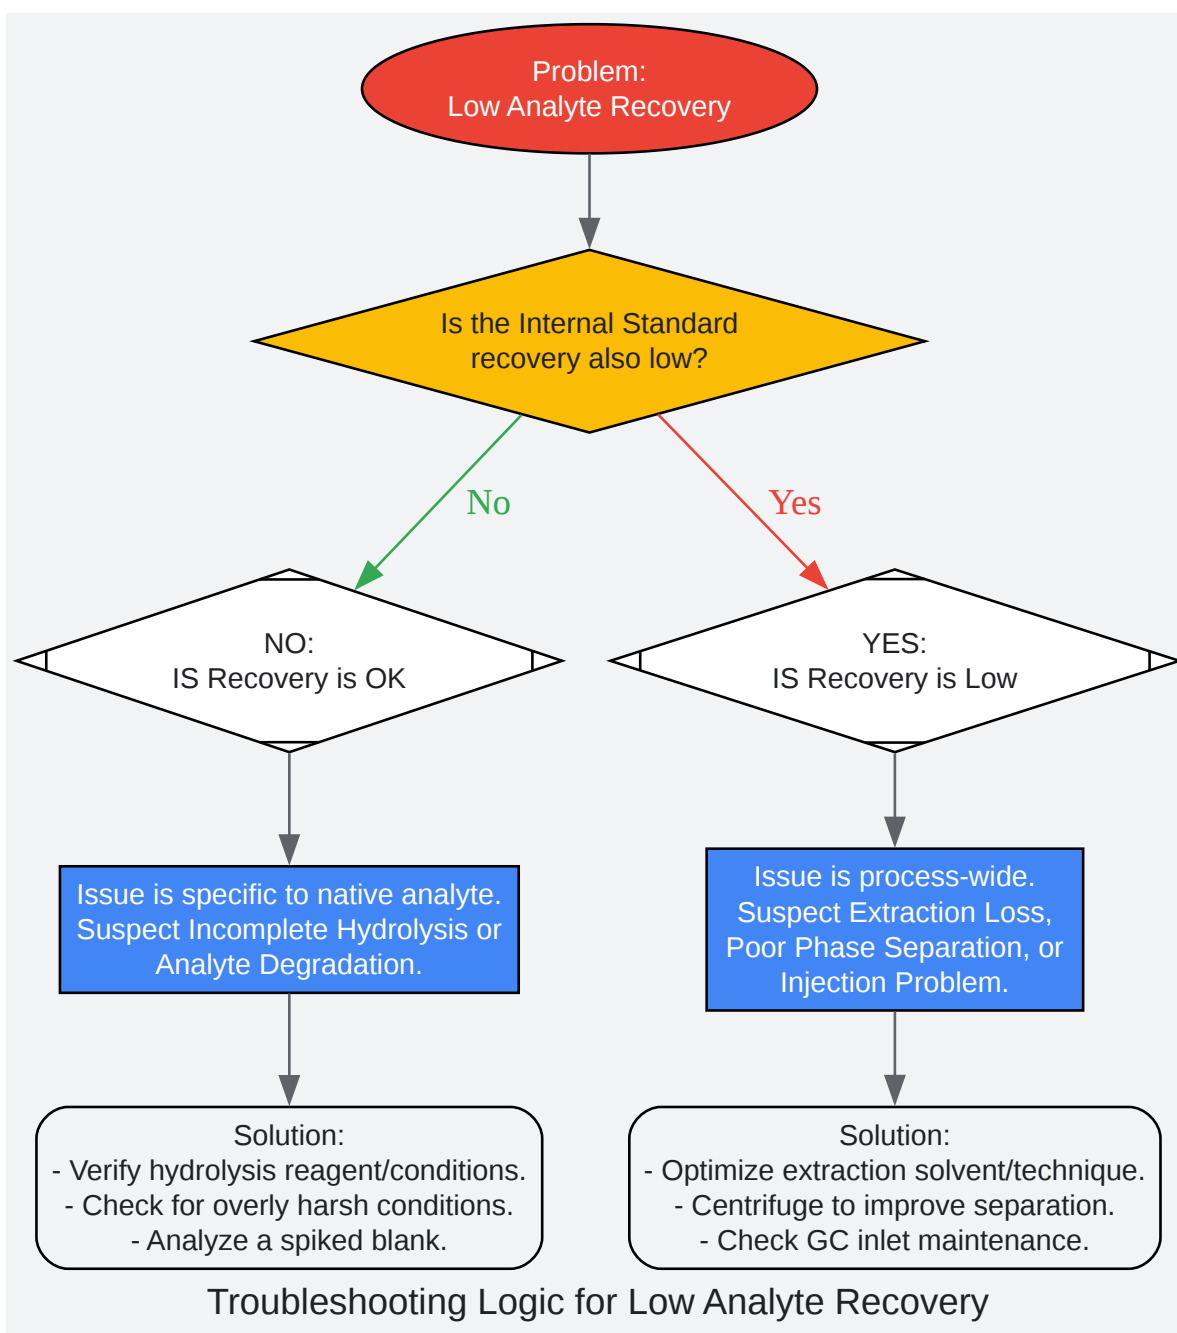 Problem:
Low Analyte Recovery
Is the Internal Standard
recovery also low?
No
Yes
NO:
IS Recovery is OK
YES:
IS Recovery is Low
Issue is specific to native analyte.
Suspect Incomplete Hydrolysis or
Analyte Degradation.
Issue is process-wide.
Suspect Extraction Loss,
Poor Phase Separation, or
Injection Problem.
Solution:
- Verify hydrolysis reagent/conditions.
- Check for overly harsh conditions.
- Analyze a spiked blank.
Solution:
- Optimize extraction solvent/technique.
- Centrifuge to improve separation.
- Check GC inlet maintenance.
Troubleshooting Logic for Low Analyte Recovery